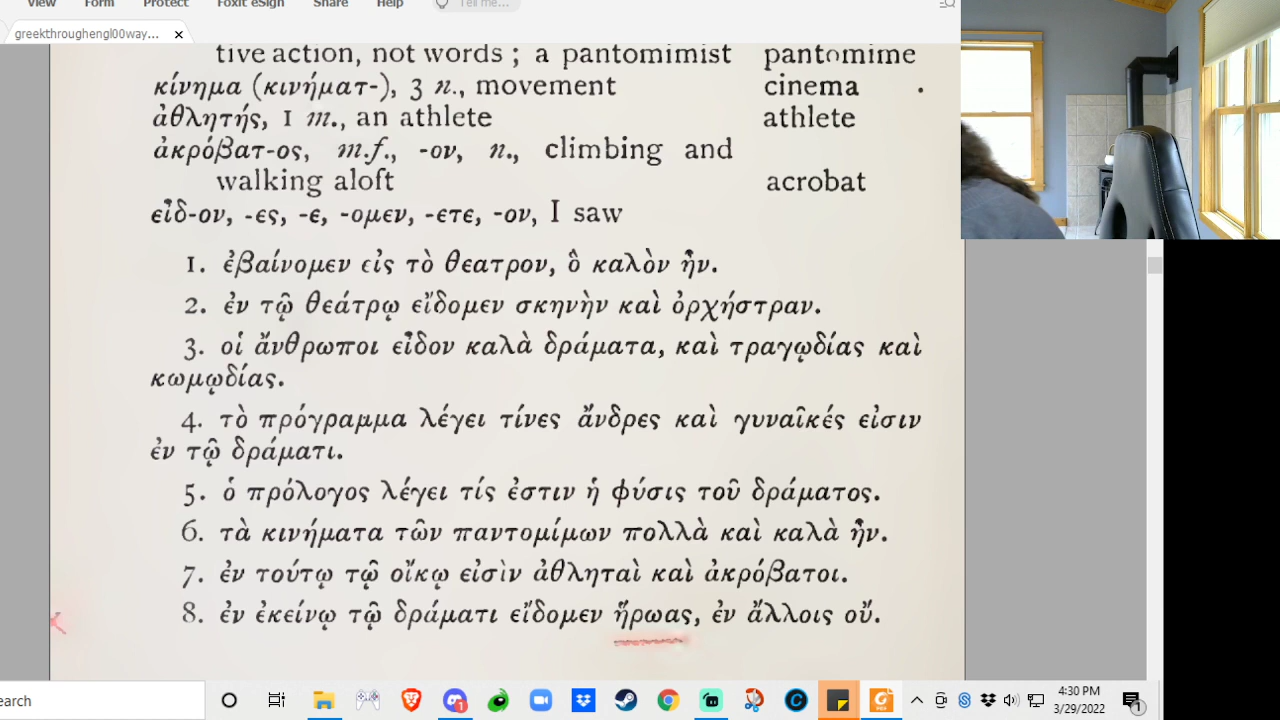 View Form Protect Foxit eSign Share Help Tell me...
greekthroughengl00way... ×
tive action, not words ; a pantomimist pantomime
κίνημα (κινήματ-), 3 n., movement cinema
ἀθλητής, 1 m., an athlete athlete
ἀκρόβατ-ος, m.f., -ον, n., climbing and
walking aloft acrobat
εἶδ-ον, -ες, -ε, -ομεν, -ετε, -ον, I saw
1. ἐβαίνομεν εἰς τὸ θεατρον, ὃ καλὸν ἦν.
2. ἐν τῷ θεάτρῳ εἴδομεν σκηνὴν καὶ ὀρχήστραν.
3. οἱ ἄνθρωποι εἶδον καλὰ δράματα, καὶ τραγῳδίας καὶ
κωμῳδίας.
4. τὸ πρόγραμμα λέγει τίνες ἄνδρες καὶ γυναῖκές εἰσιν
ἐν τῷ δράματι.
5. ὁ πρόλογος λέγει τίς ἐστιν ἡ φύσις τοῦ δράματος.
6. τὰ κινήματα τῶν παντομίμων πολλὰ καὶ καλὰ ἦν.
7. ἐν τούτῳ τῷ οἴκῳ εἰσὶν ἀθληταὶ καὶ ἀκρόβατοι.
8. ἐν ἐκείνῳ τῷ δράματι εἴδομεν ἥρωας, ἐν ἄλλοις οὔ.
earch
4:30 PM
3/29/2022